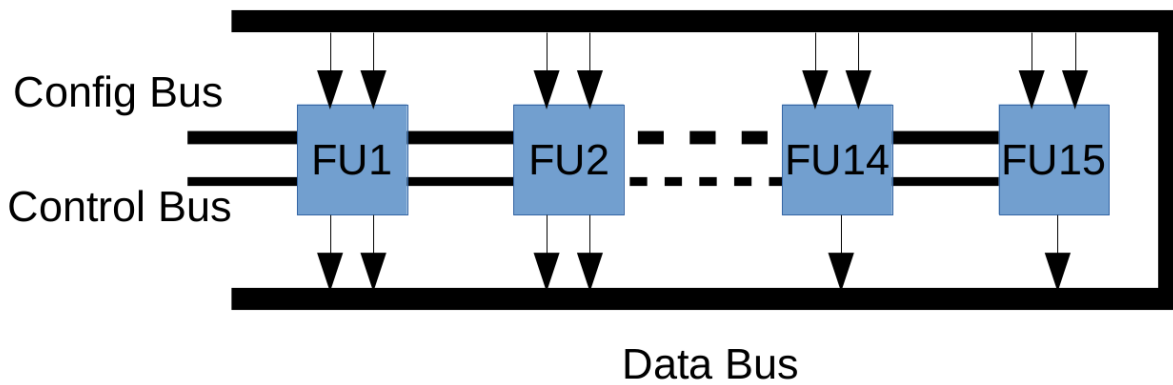 Config Bus
FU1 FU2 FU14 FU15
Control Bus
Data Bus